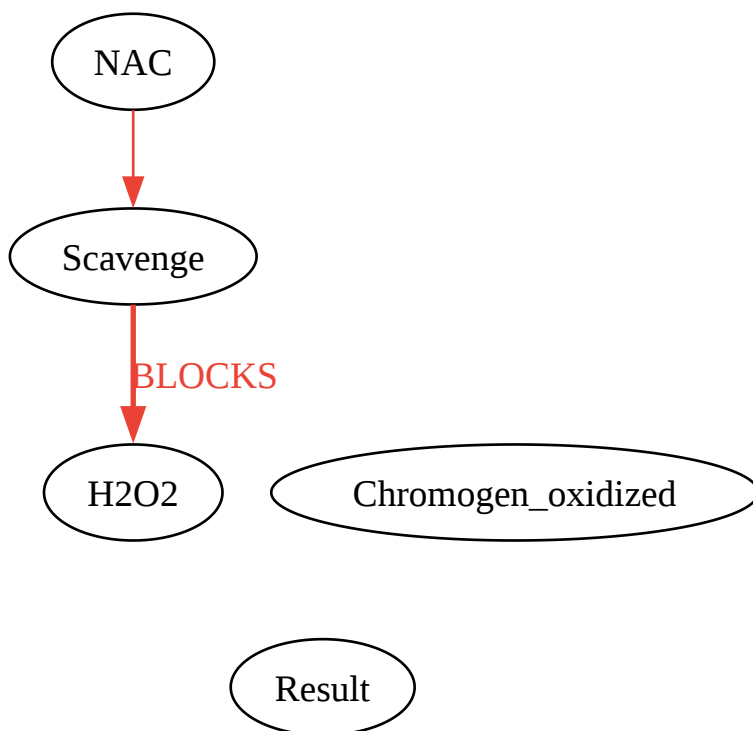 NAC
Scavenge
BLOCKS
H2O2
Chromogen_oxidized
Result